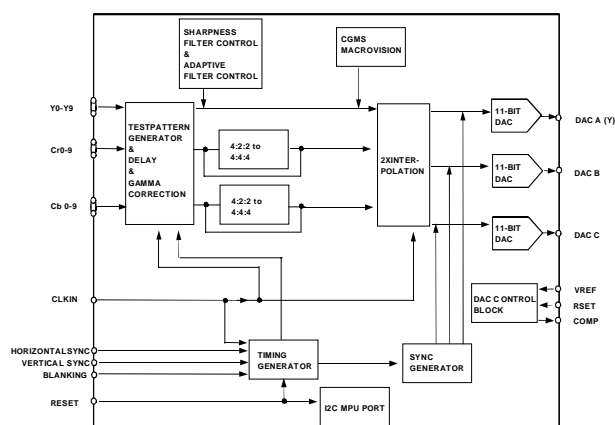 SHARPNESS
FILTER CONTROL
&
ADAPTIVE
FILTER CONTROL
CGMS
MACROVISION
Y0-Y9
Cr0-9
Cb 0-9
TESTPATTERN
GENERATOR
&
DELAY
&
GAMMA
CORRECTION
4:2:2 to
4:4:4
4:2:2 to
4:4:4
2XINTER-
POLATION
11-BIT
DAC
11-BIT
DAC
11-BIT
DAC
DAC A (Y)
DAC B
DAC C
CLKIN
HORIZONTALSYNC
VERTICAL SYNC
BLANKING
RESET
TIMING
GENERATOR
SYNC
GENERATOR
I2C MPU PORT
DAC CONTROL
BLOCK
VREF
RSET
COMP